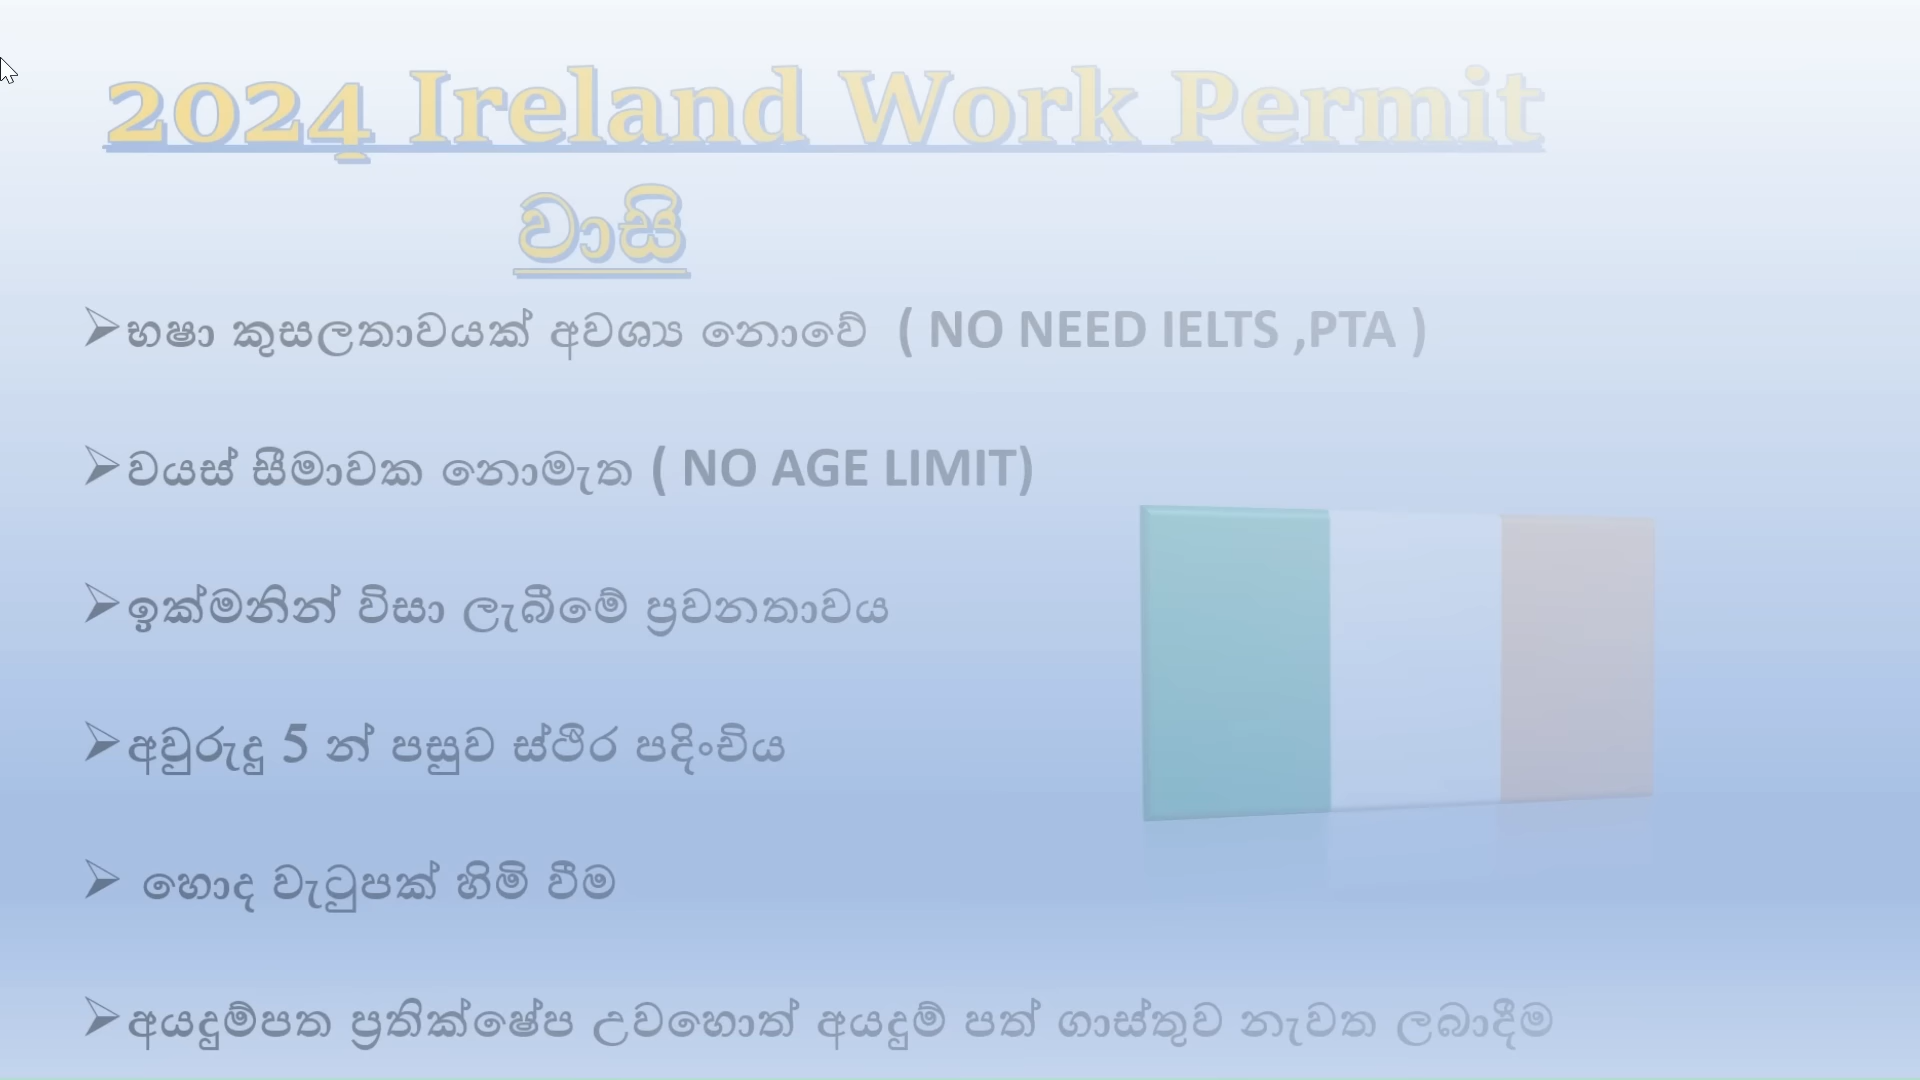 2024 Ireland Work Permit
වාසි
➢භෂා කුසලතාවයක් අවශ්‍ය නොවේ ( NO NEED IELTS ,PTA )
➢වයස් සීමාවක නොමැත ( NO AGE LIMIT)
➢ඉක්මනින් විසා ලැබීමේ ප්‍රවනතාවය
➢අවුරුදු 5 න් පසුව ස්ථිර පදිංචිය
➢ හොද වැටුපක් හිමි වීම
➢අයදුම්පත ප්‍රතික්ෂේප උවහොත් අයදුම් පත් ගාස්තුව නැවත ලබාදීම